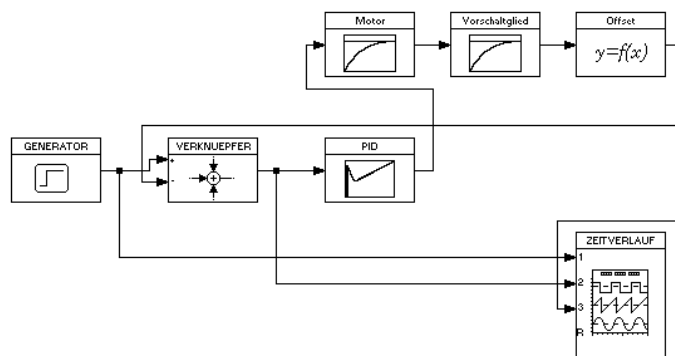 Motor
Vorschaltglied
Offset
y=f(x)
GENERATOR
VERKNUEPFER
PID
+
-
ZEITVERLAUF
1
2
3
R